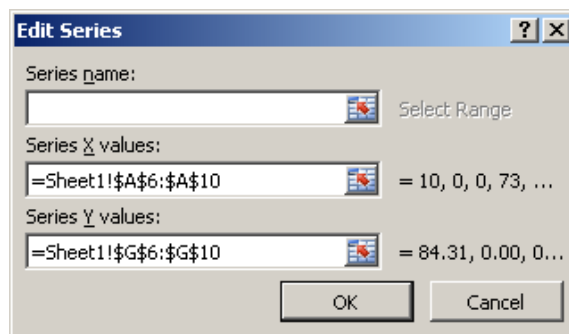 Edit Series
Series name:
Select Range
Series X values:
=Sheet1!$A$6:$A$10
= 10, 0, 0, 73, ...
Series Y values:
=Sheet1!$G$6:$G$10
= 84.31, 0.00, 0...
OK
Cancel